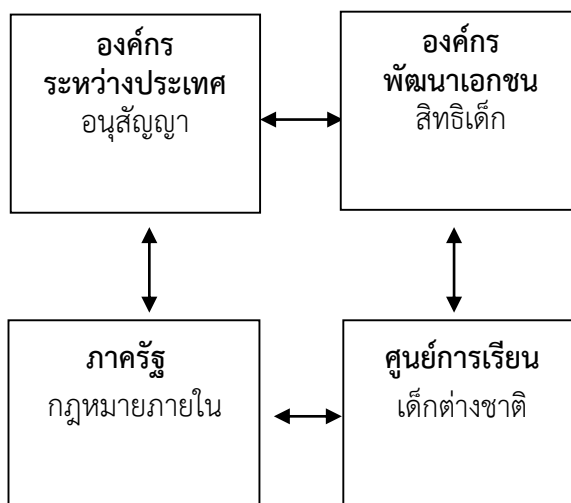 องค์กร
ระหว่างประเทศ
อนุสัญญา
องค์กร
พัฒนาเอกชน
สิทธิเด็ก
ภาครัฐ
กฎหมายภายใน
ศูนย์การเรียน
เด็กต่างชาติ